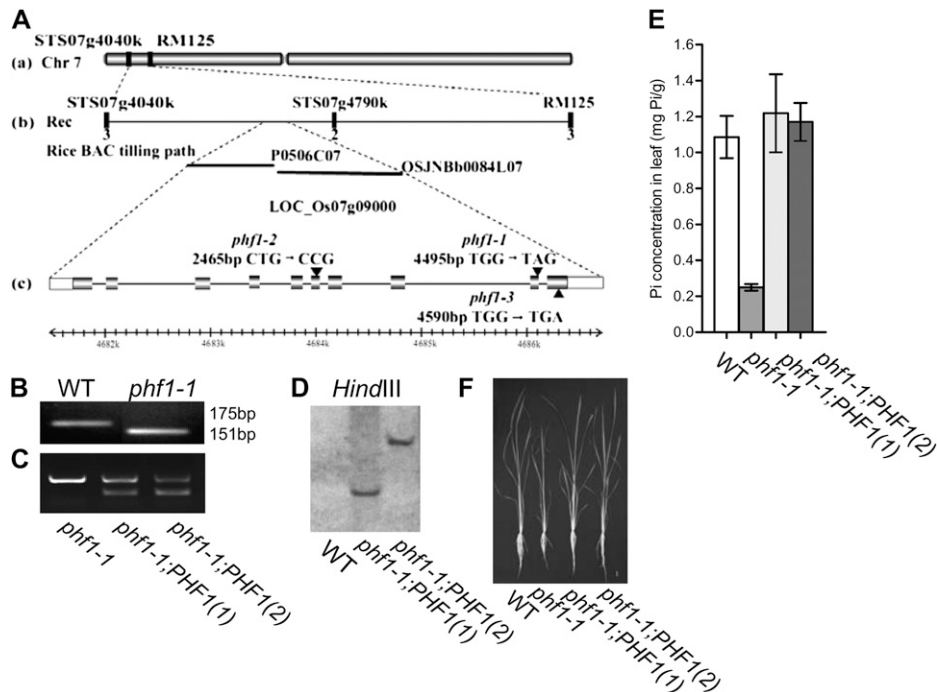 A
STS07g4040k RM125
(a) Chr 7
STS07g4040k STS07g4790k RM125
(b) Rec
3 2 3
Rice BAC tilling path
P0506C07
OSJNBb0084L07
LOC_Os07g09000
phf1-2 phf1-1
2465bp CTG → CCG 4495bp TGG → TAG
(c)
phf1-3
4590bp TGG → TGA
4682k 4683k 4684k 4685k 4686k
B
WT phf1-1
175bp
151bp
C
phf1-1
phf1-1;PHF1(1)
phf1-1;PHF1(2)
D
HindIII
WT
phf1-1;PHF1(1)
phf1-1;PHF1(2)
E
Pi concentration in leaf (mg Pi/g)
1.6
1.4
1.2
1.0
0.8
0.6
0.4
0.2
0.0
WT
phf1-1
phf1-1;PHF1(1)
phf1-1;PHF1(2)
F
WT
phf1-1
phf1-1;PHF1(1)
phf1-1;PHF1(2)